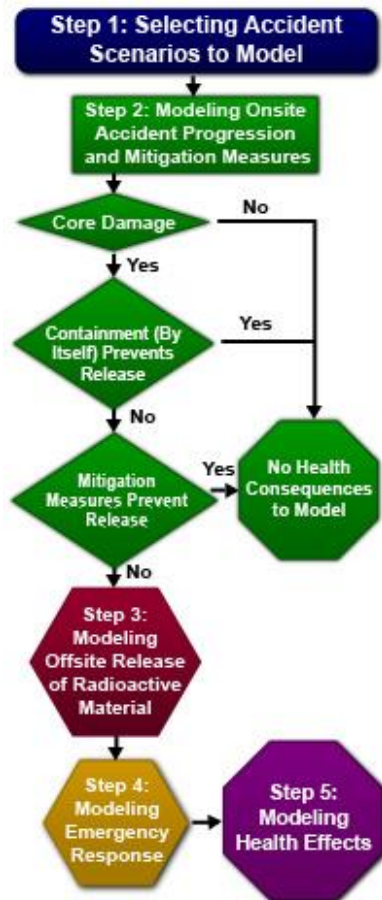 Step 1: Selecting Accident
Scenarios to Model
Step 2: Modeling Onsite
Accident Progression
and Mitigation Measures
Core Damage
No
Yes
Containment (By
Itself) Prevents
Release
Yes
No
Mitigation
Measures Prevent
Release
Yes
No Health
Consequences
to Model
No
Step 3:
Modeling
Offsite Release
of Radioactive
Material
Step 4:
Modeling
Emergency
Response
Step 5:
Modeling
Health Effects